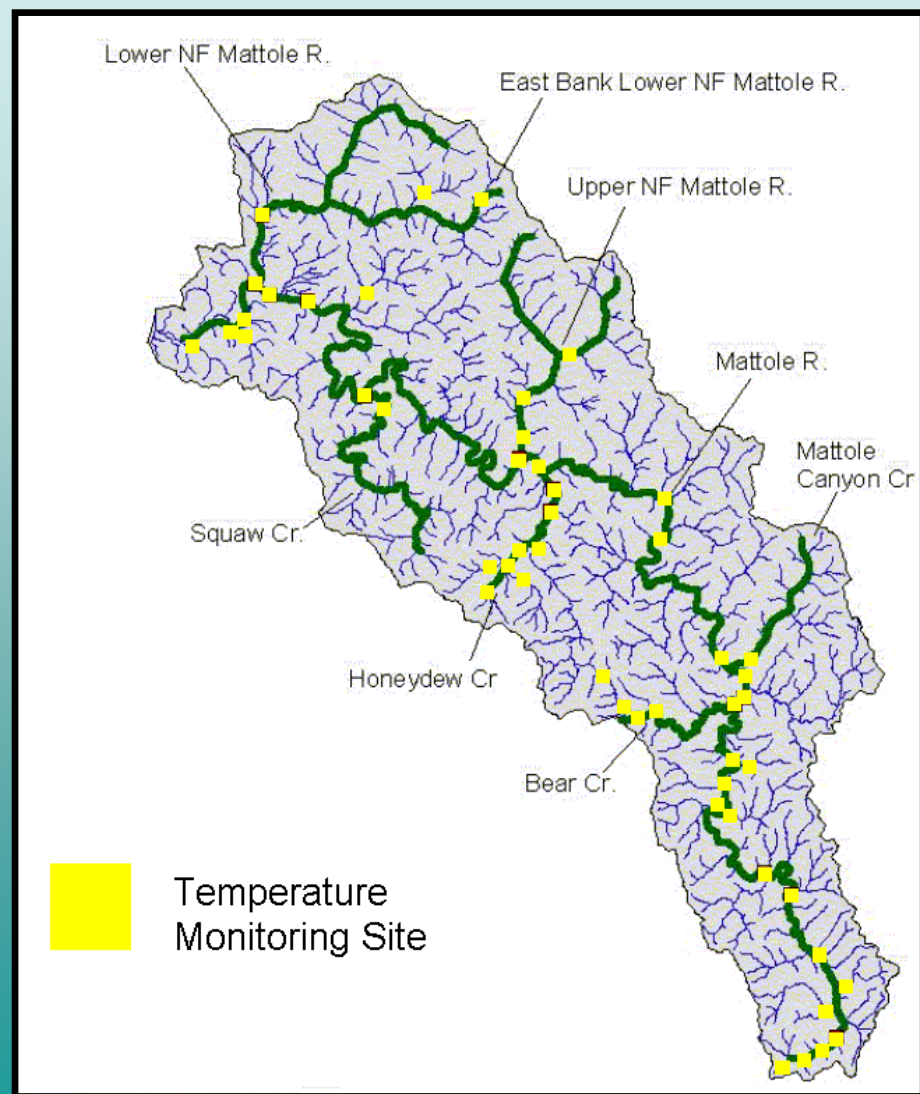 Lower NF Mattole R.
East Bank Lower NF Mattole R.
Upper NF Mattole R.
Mattole R.
Mattole
Canyon Cr
Squaw Cr.
Honeydew Cr
Bear Cr.
Temperature
Monitoring Site